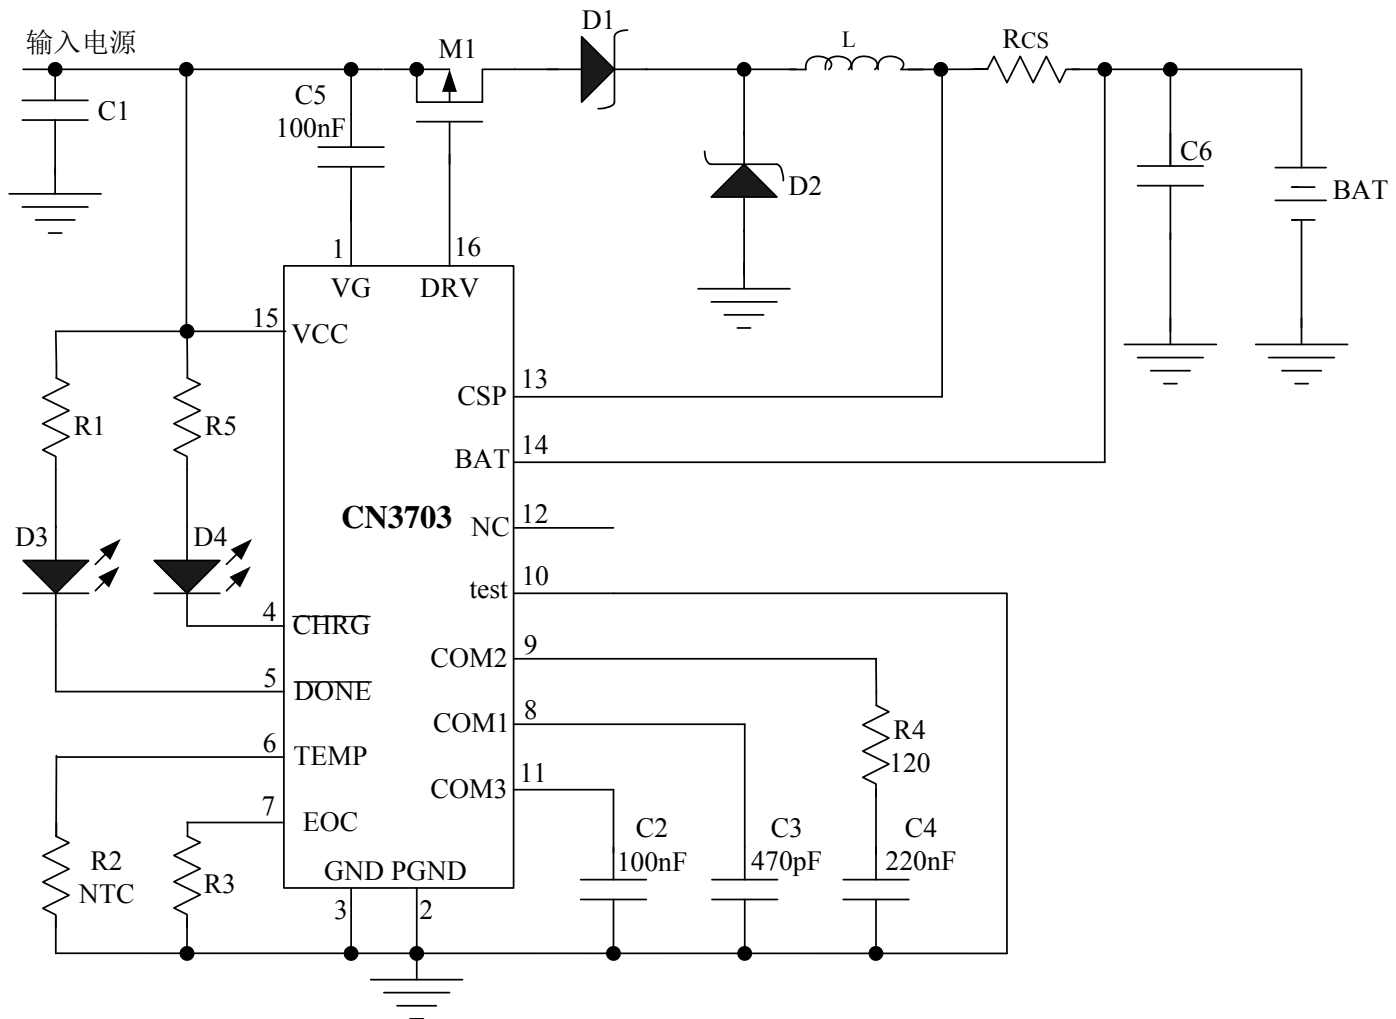 D1
输入电源
M1
L
RCS
C1
C5
100nF
C6
D2
BAT
1
16
VG
DRV
15
VCC
13
CSP
R1
R5
14
BAT
CN3703
12
NC
D3
D4
10
test
4
CHRG
9
COM2
5
DONE
8
COM1
R4
120
6
TEMP
11
COM3
7
EOC
C2
100nF
C3
470pF
C4
220nF
R2
NTC
R3
GND PGND
3
2